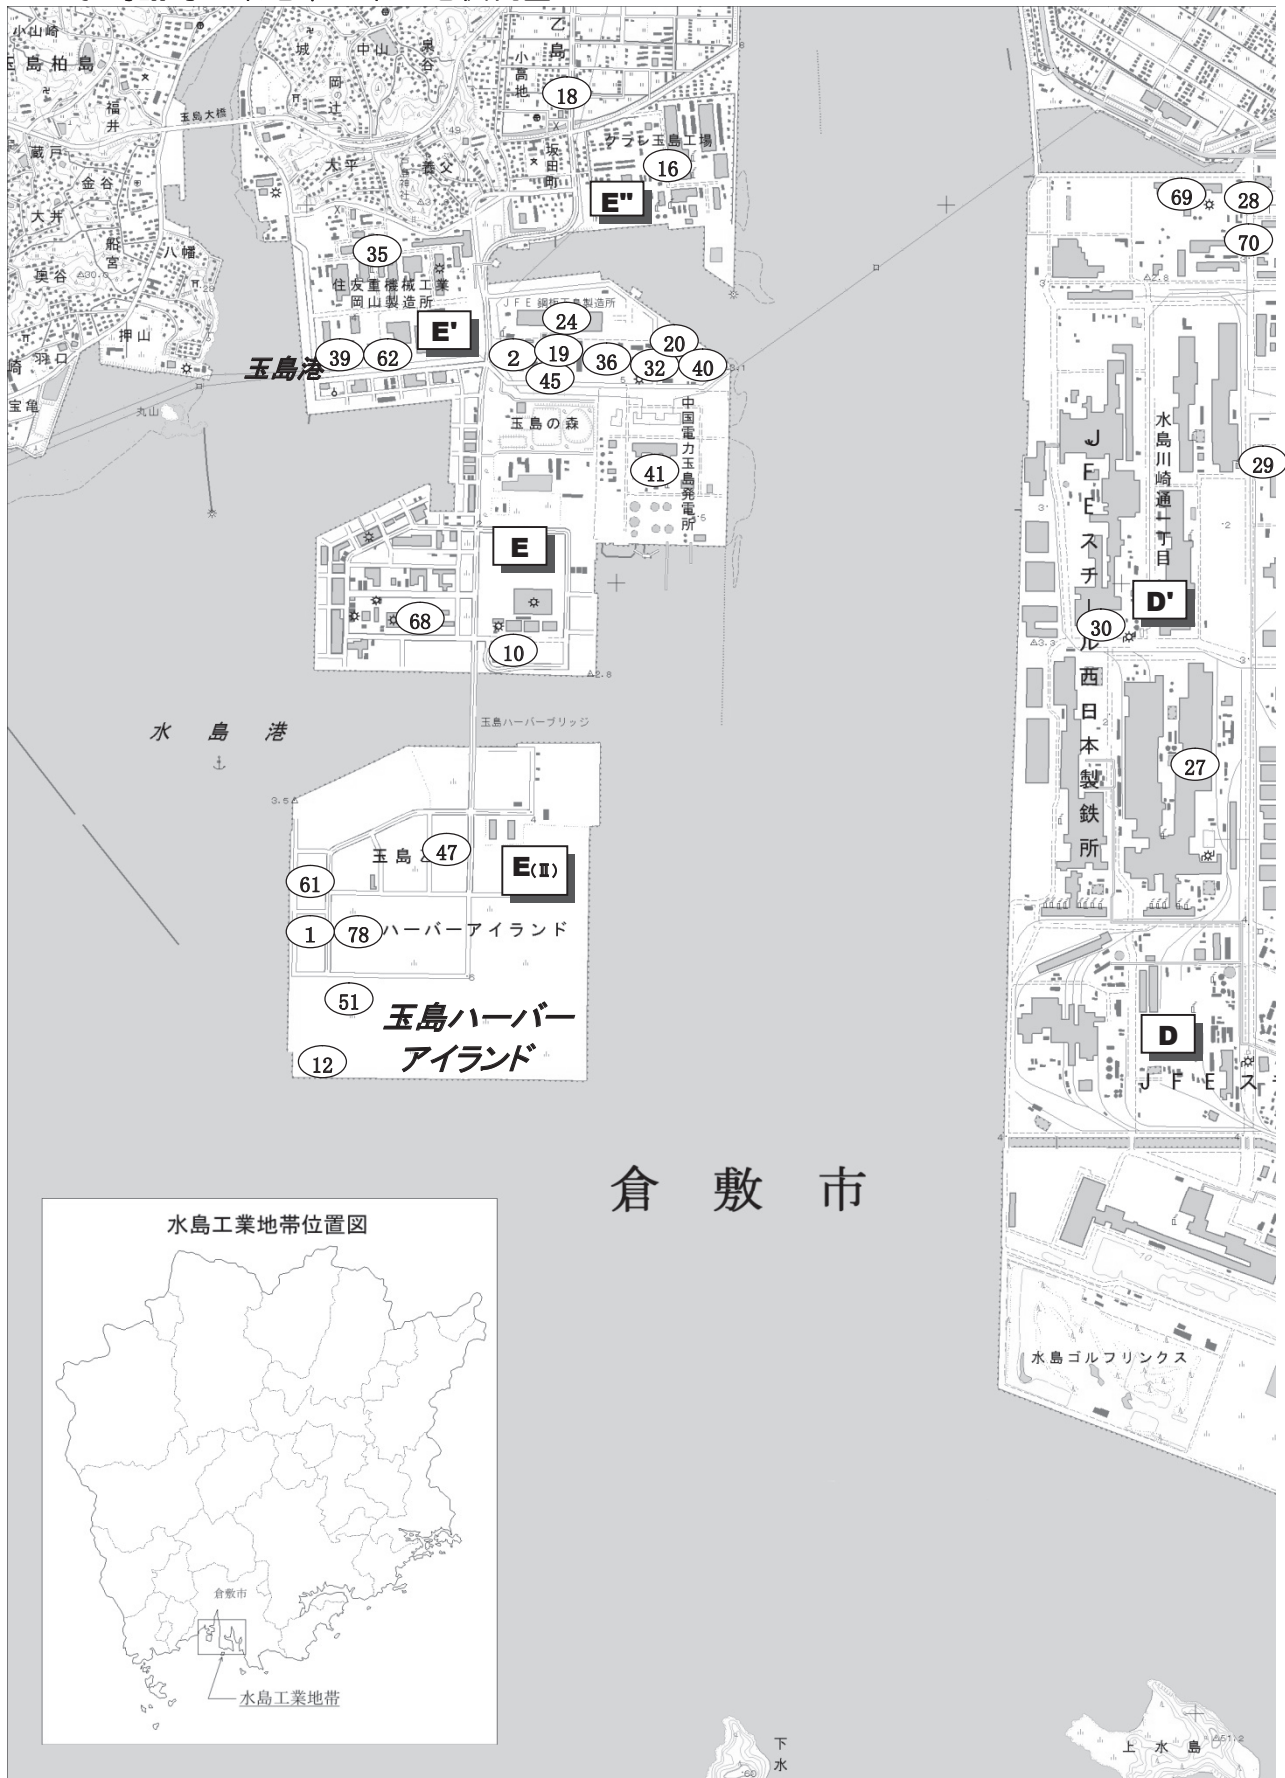 小山崎
玉島柏島
福井
蔵戸
金谷
大井
船宮
奥谷
八幡
押山
羽口
崎
宝亀
丸山
玉島大橋
城
中山
泉谷
岡の辻
太平
養父
乙島
小高地
18
坂田町
クラレ玉島工場
16
E"
35
住友重機械工業
岡山製造所
E'
39
62
玉島港
JFE鋼板玉島製造所
24
2
19
45
36
32
20
40
玉島の森
41
中国電力玉島発電所
E
68
10
水島港
玉島ハーバーブリッジ
玉島
47
E(Ⅱ)
61
1
78
ハーバーアイランド
51
12
玉島ハーバー
アイランド
69
28
70
29
水島川崎通一丁目
JFEスチール西日本製鉄所
D'
30
27
D
JFEス
倉敷市
水島ゴルフリンクス
水島工業地帯位置図
倉敷市
水島工業地帯
下水
上水島